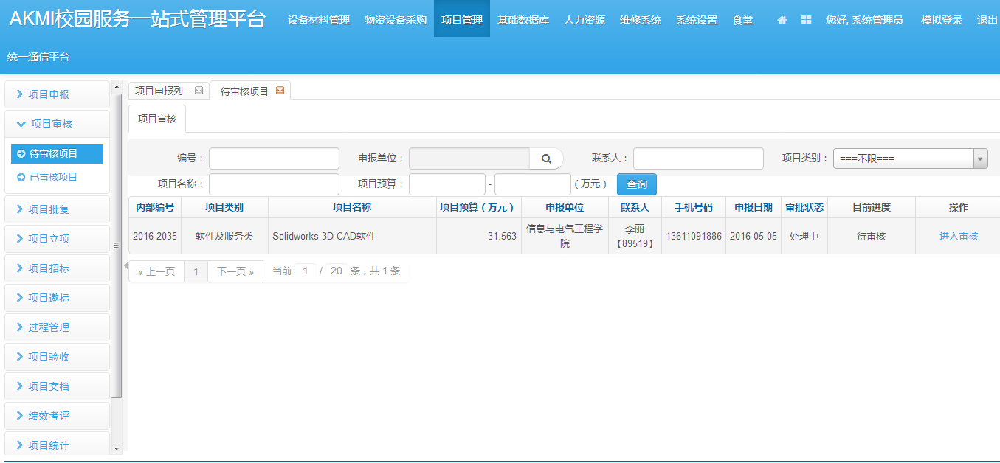 AKMI校园服务一站式管理平台 设备材料管理 物资设备采购 项目管理 基础数据库 人力资源 维修系统 系统设置 食堂 您好, 系统管理员 模拟登录 退出
统一通信平台
项目申报
项目审核
待审核项目
已审核项目
项目批复
项目立项
项目招标
项目邀标
过程管理
项目验收
项目文档
绩效考评
项目统计
项目申报列... 待审核项目
项目审核
编号： 申报单位： 联系人： 项目类别： ===不限===
项目名称： 项目预算： - （万元） 查询
内部编号 项目类别 项目名称 项目预算（万元） 申报单位 联系人 手机号码 申报日期 审批状态 目前进度 操作
2016-2035 软件及服务类 Solidworks 3D CAD软件 31.563 信息与电气工程学院 李丽【89519】 13611091886 2016-05-05 处理中 待审核 进入审核
« 上一页 1 下一页 » 当前 1 / 20 条，共 1 条